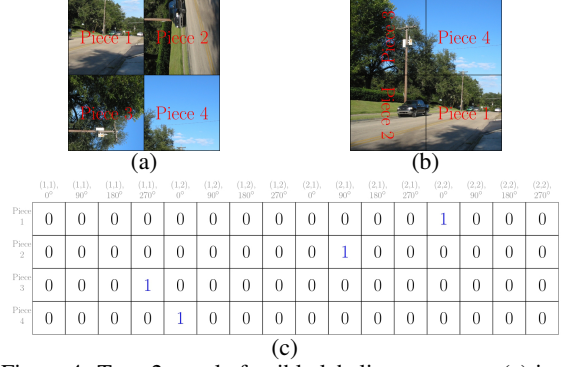 Piece 1
Piece 2
Piece 3
Piece 4
(a)
Piece 3
Piece 4
Piece 2
Piece 1
(b)
(1,1), (1,1), (1,1), (1,1), (1,2), (1,2), (1,2), (1,2), (2,1), (2,1), (2,1), (2,1), (2,2), (2,2), (2,2), (2,2),
0° 90° 180° 270° 0° 90° 180° 270° 0° 90° 180° 270° 0° 90° 180° 270°
Piece 1 0 0 0 0 0 0 0 0 0 0 0 0 1 0 0 0
Piece 2 0 0 0 0 0 0 0 0 0 1 0 0 0 0 0 0
Piece 3 0 0 0 1 0 0 0 0 0 0 0 0 0 0 0 0
Piece 4 0 0 0 0 1 0 0 0 0 0 0 0 0 0 0 0
(c)